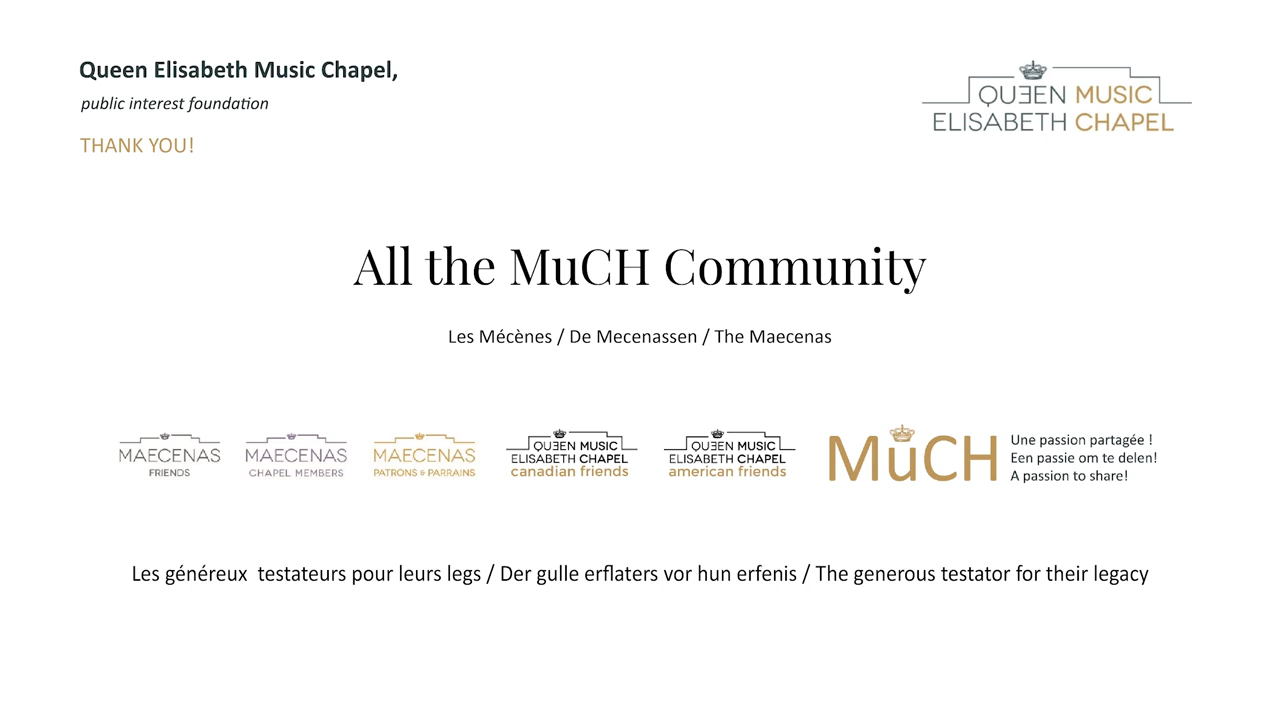 Queen Elisabeth Music Chapel,
public interest foundation
THANK YOU!
QUƎEN MUSIC
ELISABETH CHAPEL
All the MuCH Community
Les Mécènes / De Mecenassen / The Maecenas
MAECENAS
FRIENDS
MAECENAS
CHAPEL MEMBERS
MAECENAS
PATRONS & PARRAINS
QUƎEN MUSIC
ELISABETH CHAPEL
canadian friends
QUƎEN MUSIC
ELISABETH CHAPEL
american friends
MuCH
Une passion partagée !
Een passie om te delen!
A passion to share!
Les généreux  testateurs pour leurs legs / Der gulle erflaters vor hun erfenis / The generous testator for their legacy